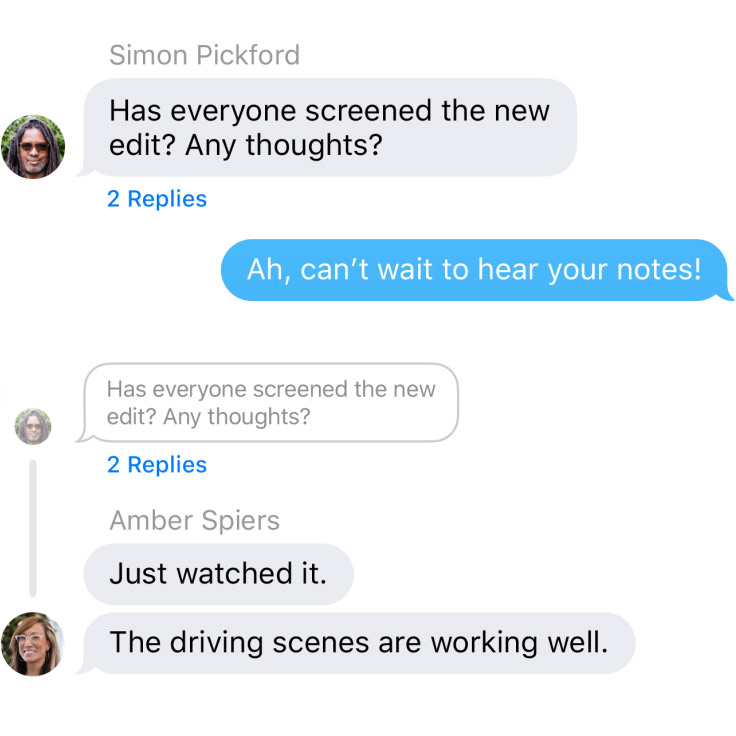 Simon Pickford
Has everyone screened the new
edit? Any thoughts?
2 Replies
Ah, can’t wait to hear your notes!
Has everyone screened the new
edit? Any thoughts?
2 Replies
Amber Spiers
Just watched it.
The driving scenes are working well.